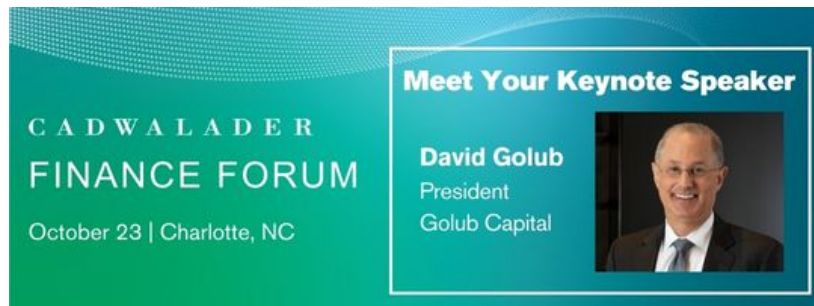 CADWALADER
FINANCE FORUM
October 23 | Charlotte, NC
Meet Your Keynote Speaker
David Golub
President
Golub Capital